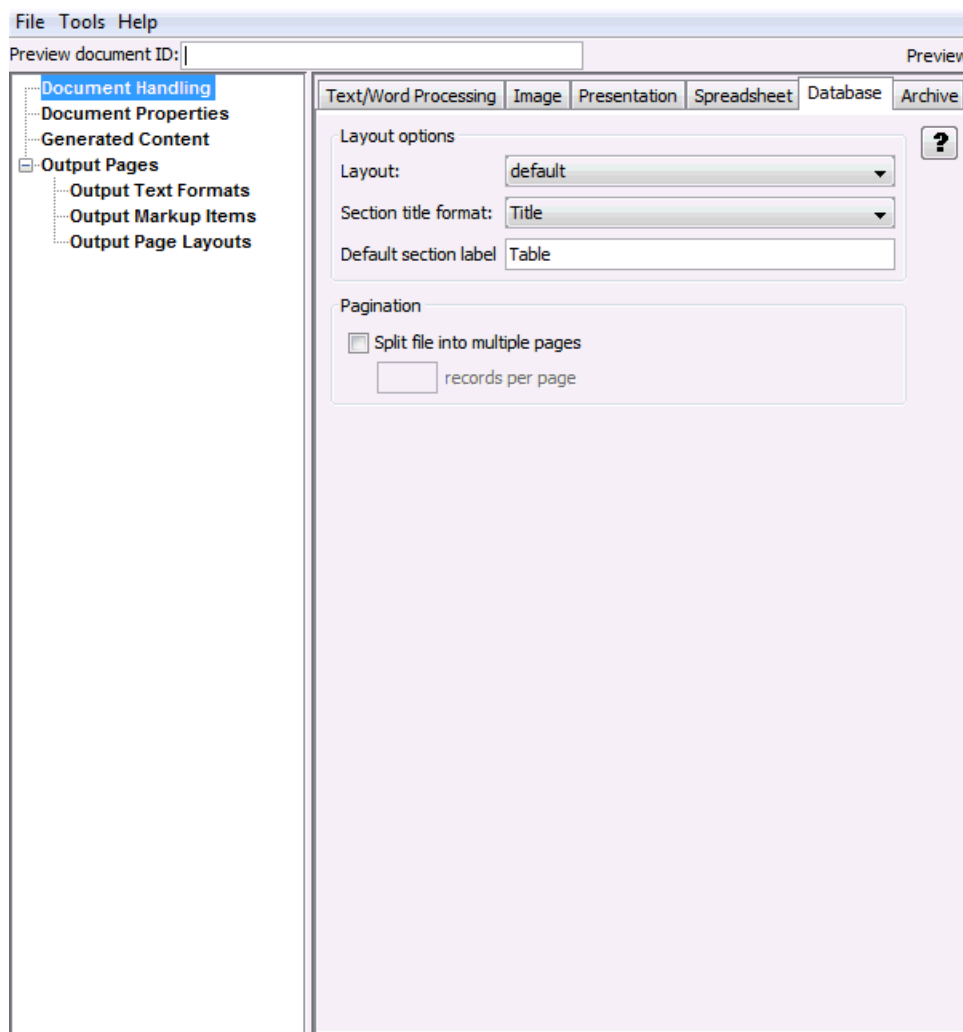 File Tools Help
Preview document ID:
Preview
Document Handling
Document Properties
Generated Content
Output Pages
Output Text Formats
Output Markup Items
Output Page Layouts
Text/Word Processing Image Presentation Spreadsheet Database Archive
Layout options
?
Layout: default
Section title format: Title
Default section label Table
Pagination
Split file into multiple pages
records per page